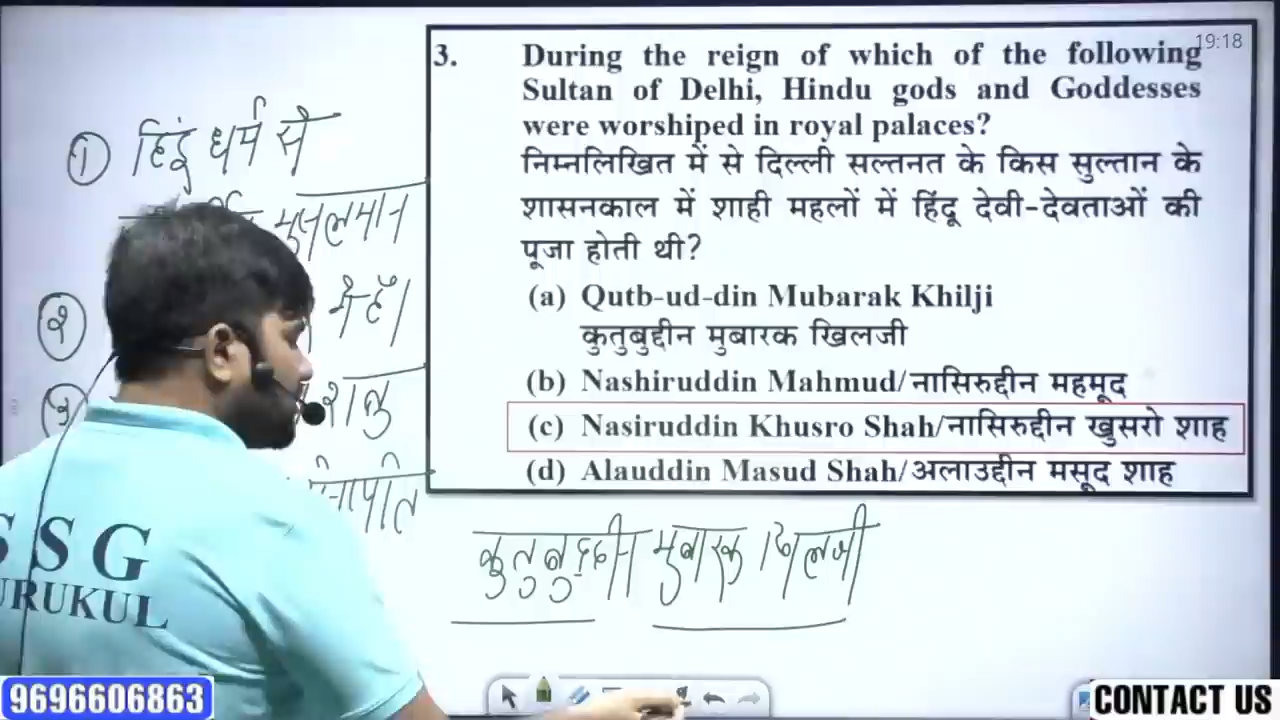 19:18
3. During the reign of which of the following
Sultan of Delhi, Hindu gods and Goddesses
were worshiped in royal palaces?
निम्नलिखित में से दिल्ली सल्तनत के किस सुल्तान के
शासनकाल में शाही महलों में हिंदू देवी-देवताओं की
पूजा होती थी?
(a) Qutb-ud-din Mubarak Khilji
कुतुबुद्दीन मुबारक खिलजी
(b) Nashiruddin Mahmud/नासिरुद्दीन महमूद
(c) Nasiruddin Khusro Shah/नासिरुद्दीन खुसरो शाह
(d) Alauddin Masud Shah/अलाउद्दीन मसूद शाह
① हिंदू धर्म से
मुसलमान
②
कुतुबुद्दीन मुबारक खिलजी
SSG
URUKUL
9696606863
CONTACT US